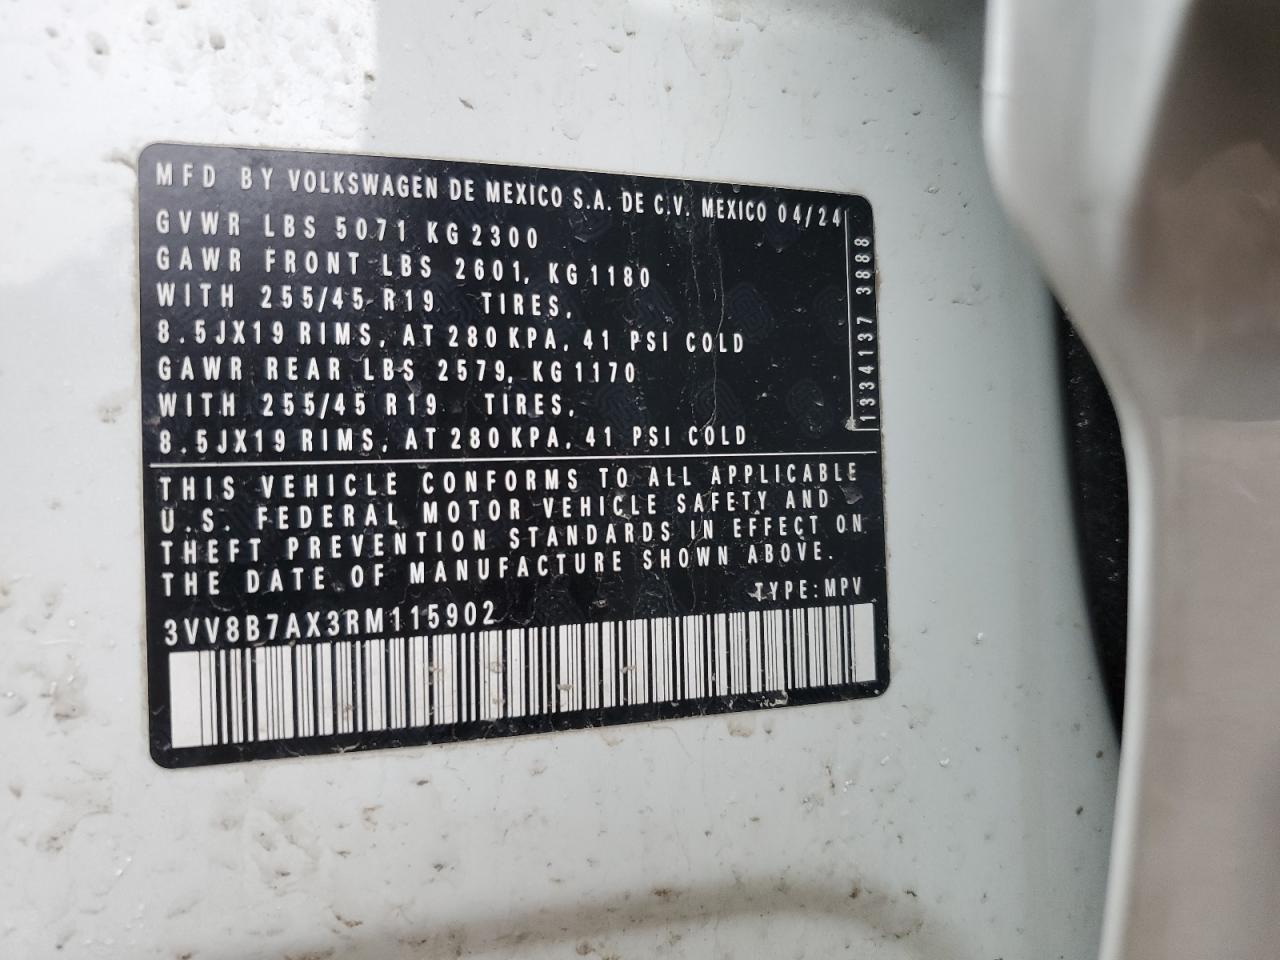 MFD BY VOLKSWAGEN DE MEXICO S.A. DE C.V. MEXICO 04/24
GVWR LBS 5071 KG 2300
GAWR FRONT LBS 2601, KG 1180
WITH 255/45 R19 TIRES,
8.5JX19 RIMS, AT 280 KPA, 41 PSI COLD
GAWR REAR LBS 2579, KG 1170
WITH 255/45 R19 TIRES,
8.5JX19 RIMS, AT 280 KPA, 41 PSI COLD
1334137 3888
THIS VEHICLE CONFORMS TO ALL APPLICABLE
U.S. FEDERAL MOTOR VEHICLE SAFETY AND
THEFT PREVENTION STANDARDS IN EFFECT ON
THE DATE OF MANUFACTURE SHOWN ABOVE.
TYPE: MPV
3VV8B7AX3RM115902